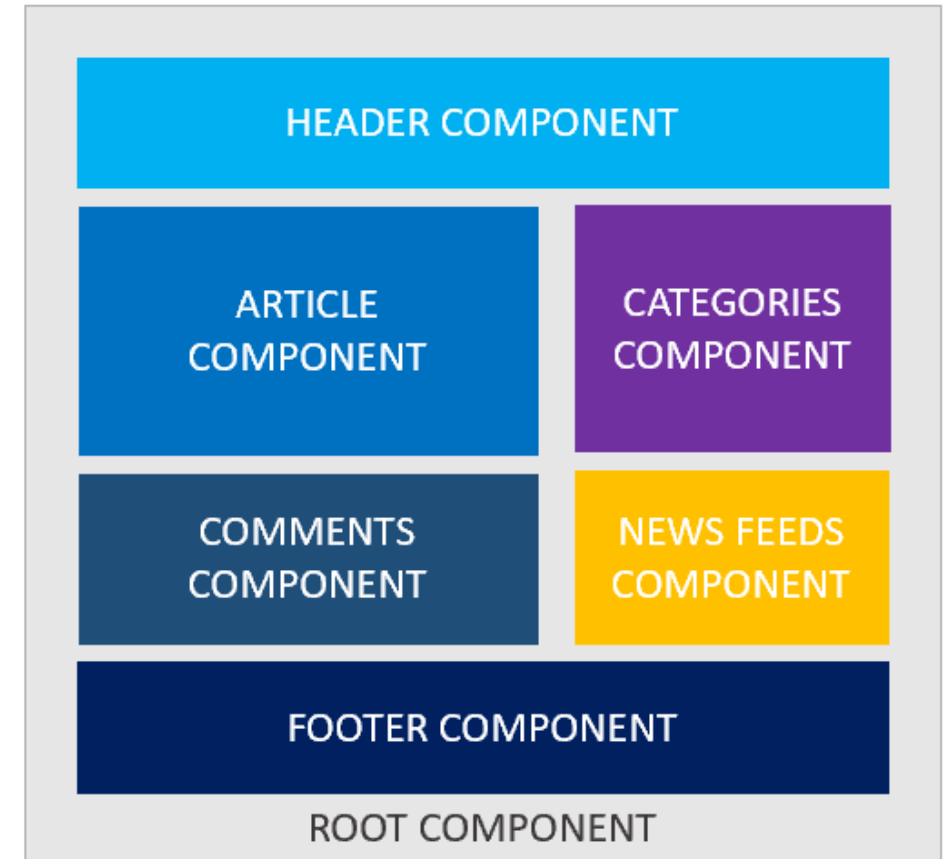 HEADER COMPONENT
ARTICLE
COMPONENT
CATEGORIES
COMPONENT
COMMENTS
COMPONENT
NEWS FEEDS
COMPONENT
FOOTER COMPONENT
ROOT COMPONENT